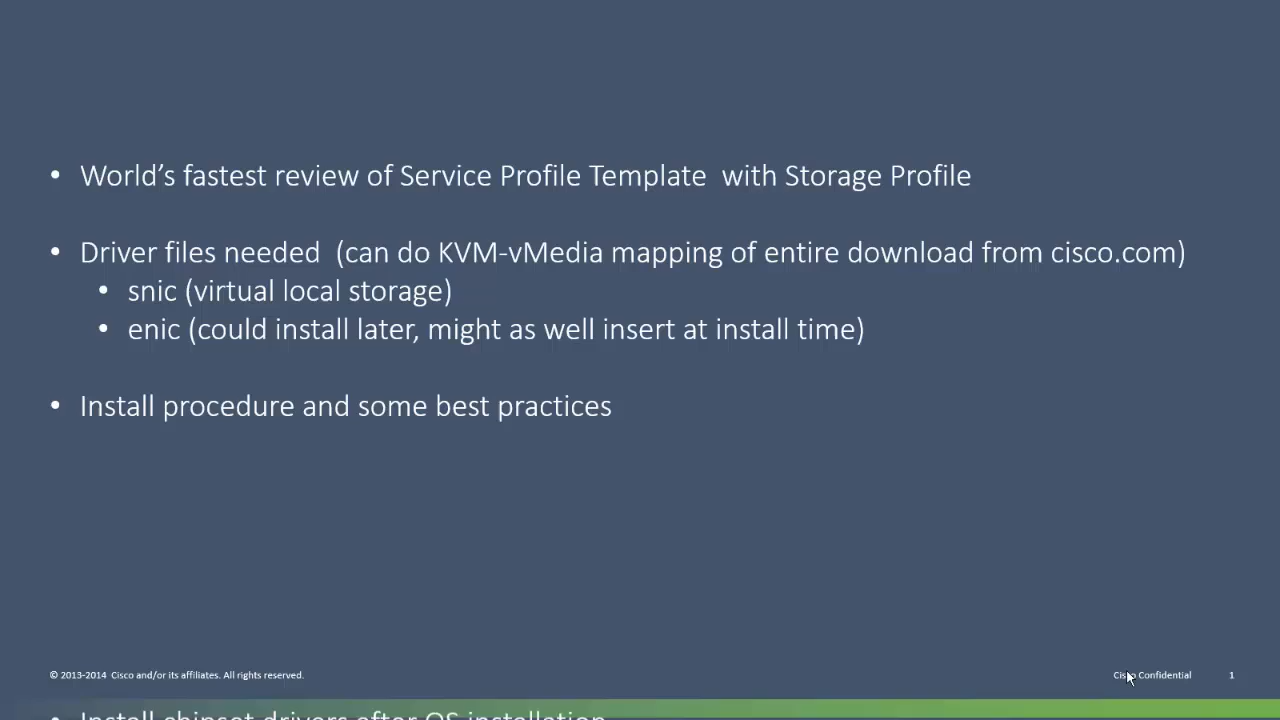 • World’s fastest review of Service Profile Template  with Storage Profile
• Driver files needed  (can do KVM-vMedia mapping of entire download from cisco.com)
• snic (virtual local storage)
• enic (could install later, might as well insert at install time)
• Install procedure and some best practices
© 2013-2014  Cisco and/or its affiliates. All rights reserved.
Cisco Confidential
1
• Install chipset drivers after OS installation